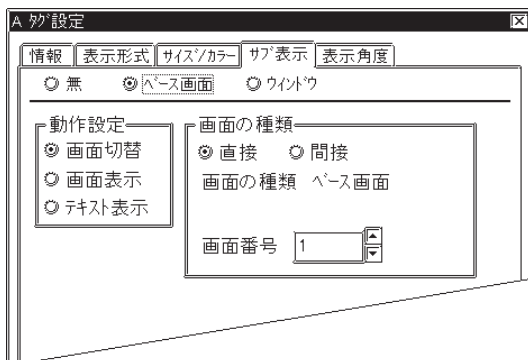 A ﾀｸﾞ設定
情報 表示形式 ｻｲｽﾞ/ｶﾗｰ ｻﾌﾞ表示 表示角度
無 ﾍﾞｰｽ画面 ｳｨﾝﾄﾞｳ
動作設定
画面切替
画面表示
ﾃｷｽﾄ表示
画面の種類
直接 間接
画面の種類 ﾍﾞｰｽ画面
画面番号 1